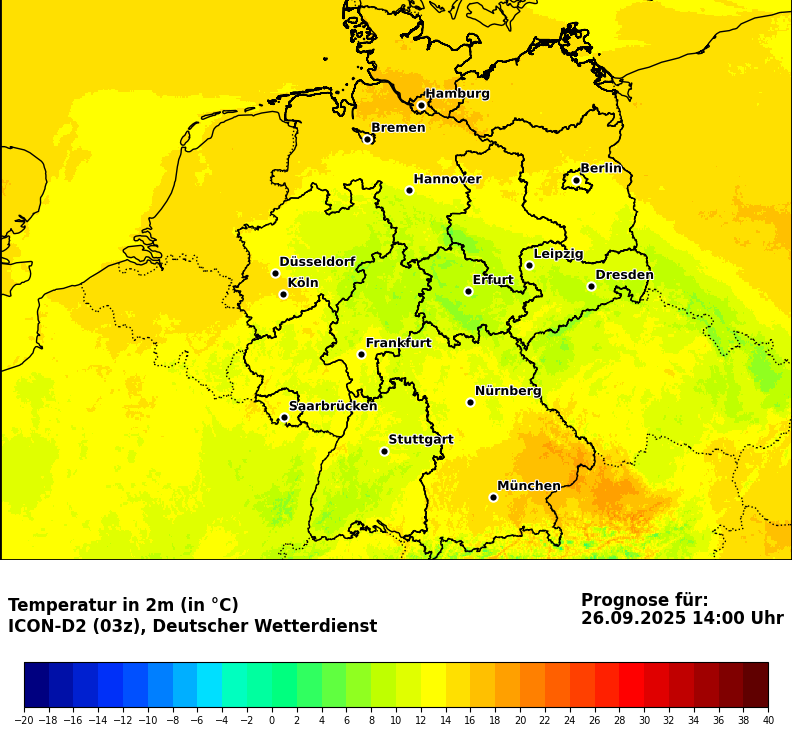 Hamburg
Bremen
Berlin
Hannover
Leipzig
Düsseldorf
Dresden
Köln
Erfurt
Frankfurt
Nürnberg
Saarbrücken
Stuttgart
München
Temperatur in 2m (in °C)
ICON-D2 (03z), Deutscher Wetterdienst
Prognose für:
26.09.2025 14:00 Uhr
−20 −18 −16 −14 −12 −10 −8 −6 −4 −2 0 2 4 6 8 10 12 14 16 18 20 22 24 26 28 30 32 34 36 38 40